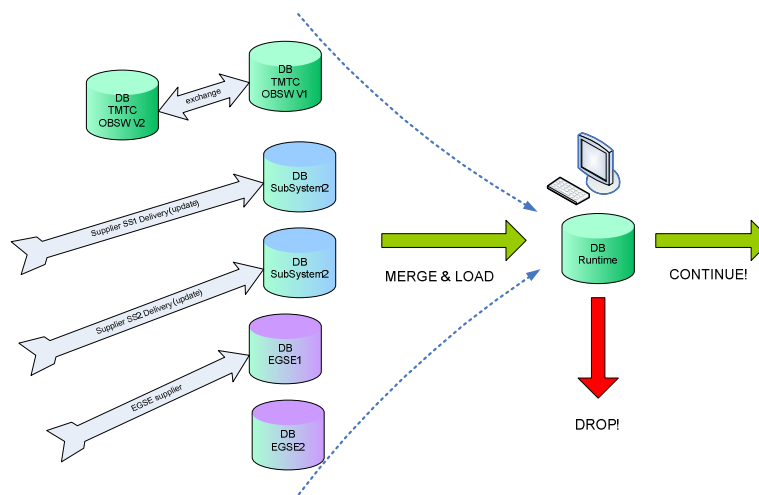 DB
TMTC
OBSW V1
exchange
DB
TMTC
OBSW V2
DB
SubSystem2
Supplier SS1 Delivery(update)
DB
SubSystem2
Supplier SS2 Delivery (update)
DB
EGSE1
EGSE supplier
DB
EGSE2
MERGE & LOAD
DB
Runtime
CONTINUE!
DROP!